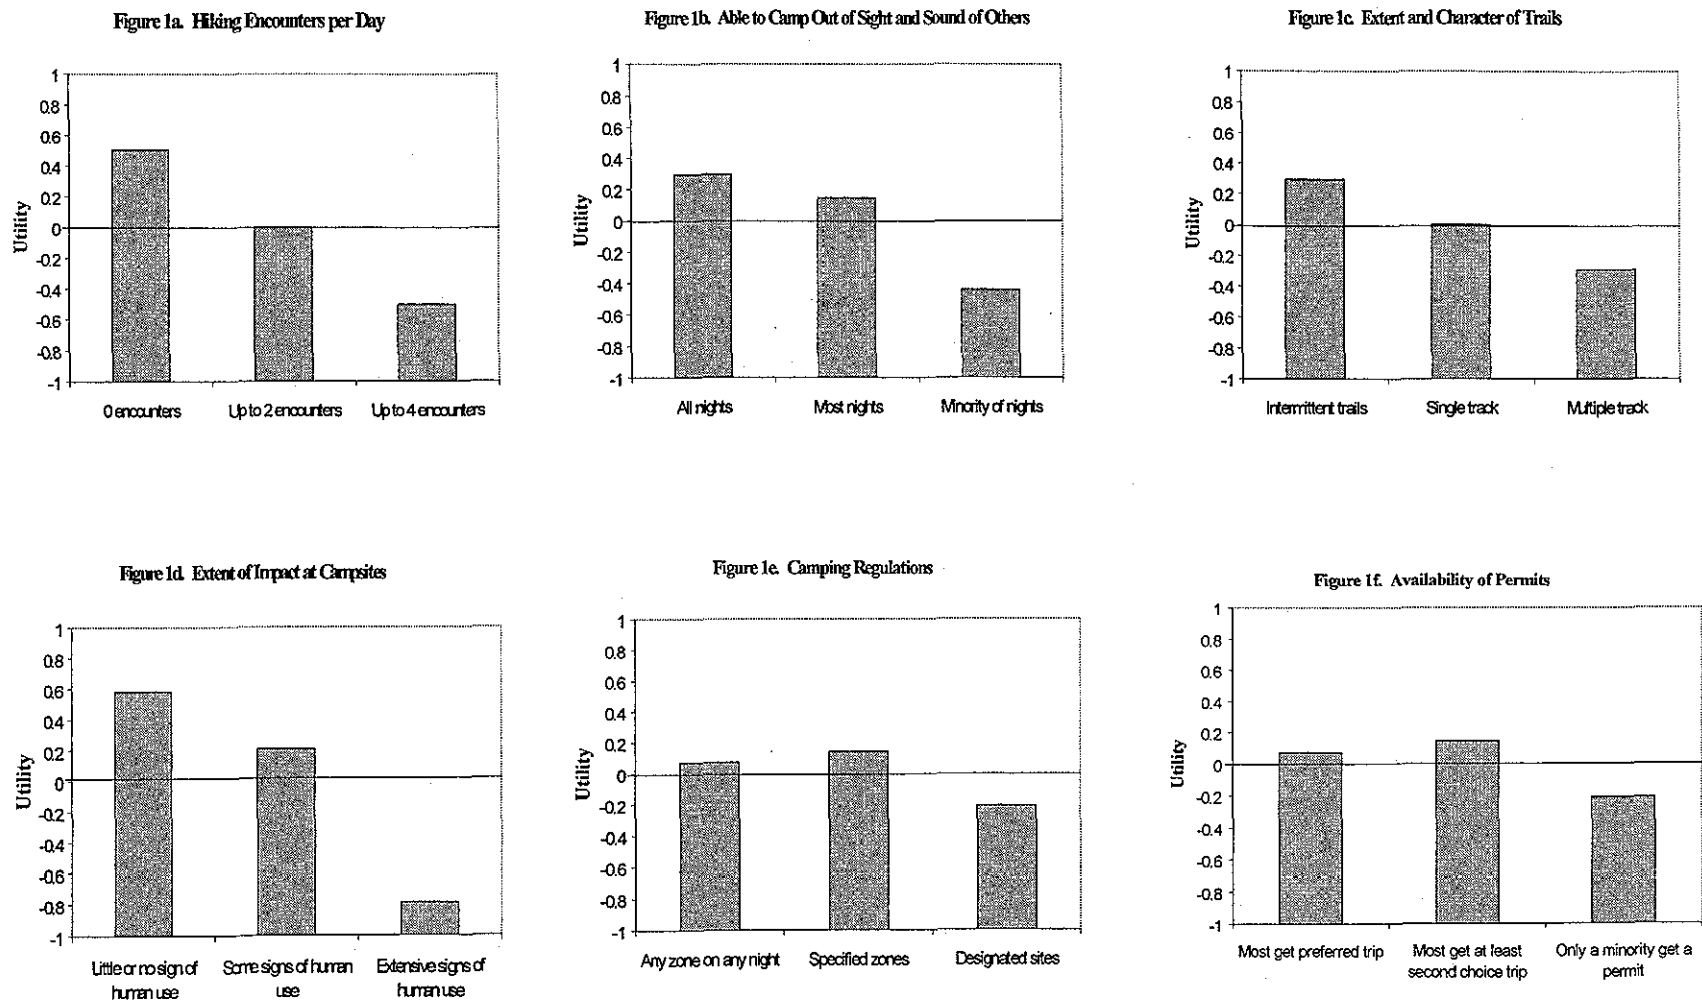 Figure 1a. Hiking Encounters per Day
1
0.8
0.6
0.4
0.2
0
-0.2
-0.4
-0.6
-0.8
-1
Utility
0 encounters
Up to 2 encounters
Up to 4 encounters
Figure 1b. Able to Camp Out of Sight and Sound of Others
1
0.8
0.6
0.4
0.2
0
-0.2
-0.4
-0.6
-0.8
-1
Utility
All nights
Most nights
Minority of nights
Figure 1c. Extent and Character of Trails
1
0.8
0.6
0.4
0.2
0
-0.2
-0.4
-0.6
-0.8
-1
Utility
Intermittent trails
Single track
Multiple track
Figure 1d. Extent of Impact at Campsites
1
0.8
0.6
0.4
0.2
0
-0.2
-0.4
-0.6
-0.8
-1
Utility
Little or no sign of
human use
Some signs of human
use
Extensive signs of
human use
Figure 1e. Camping Regulations
1
0.8
0.6
0.4
0.2
0
-0.2
-0.4
-0.6
-0.8
-1
Utility
Any zone on any night
Specified zones
Designated sites
Figure 1f. Availability of Permits
1
0.8
0.6
0.4
0.2
0
-0.2
-0.4
-0.6
-0.8
-1
Utility
Most get preferred trip
Most get at least
second choice trip
Only a minority get a
permit